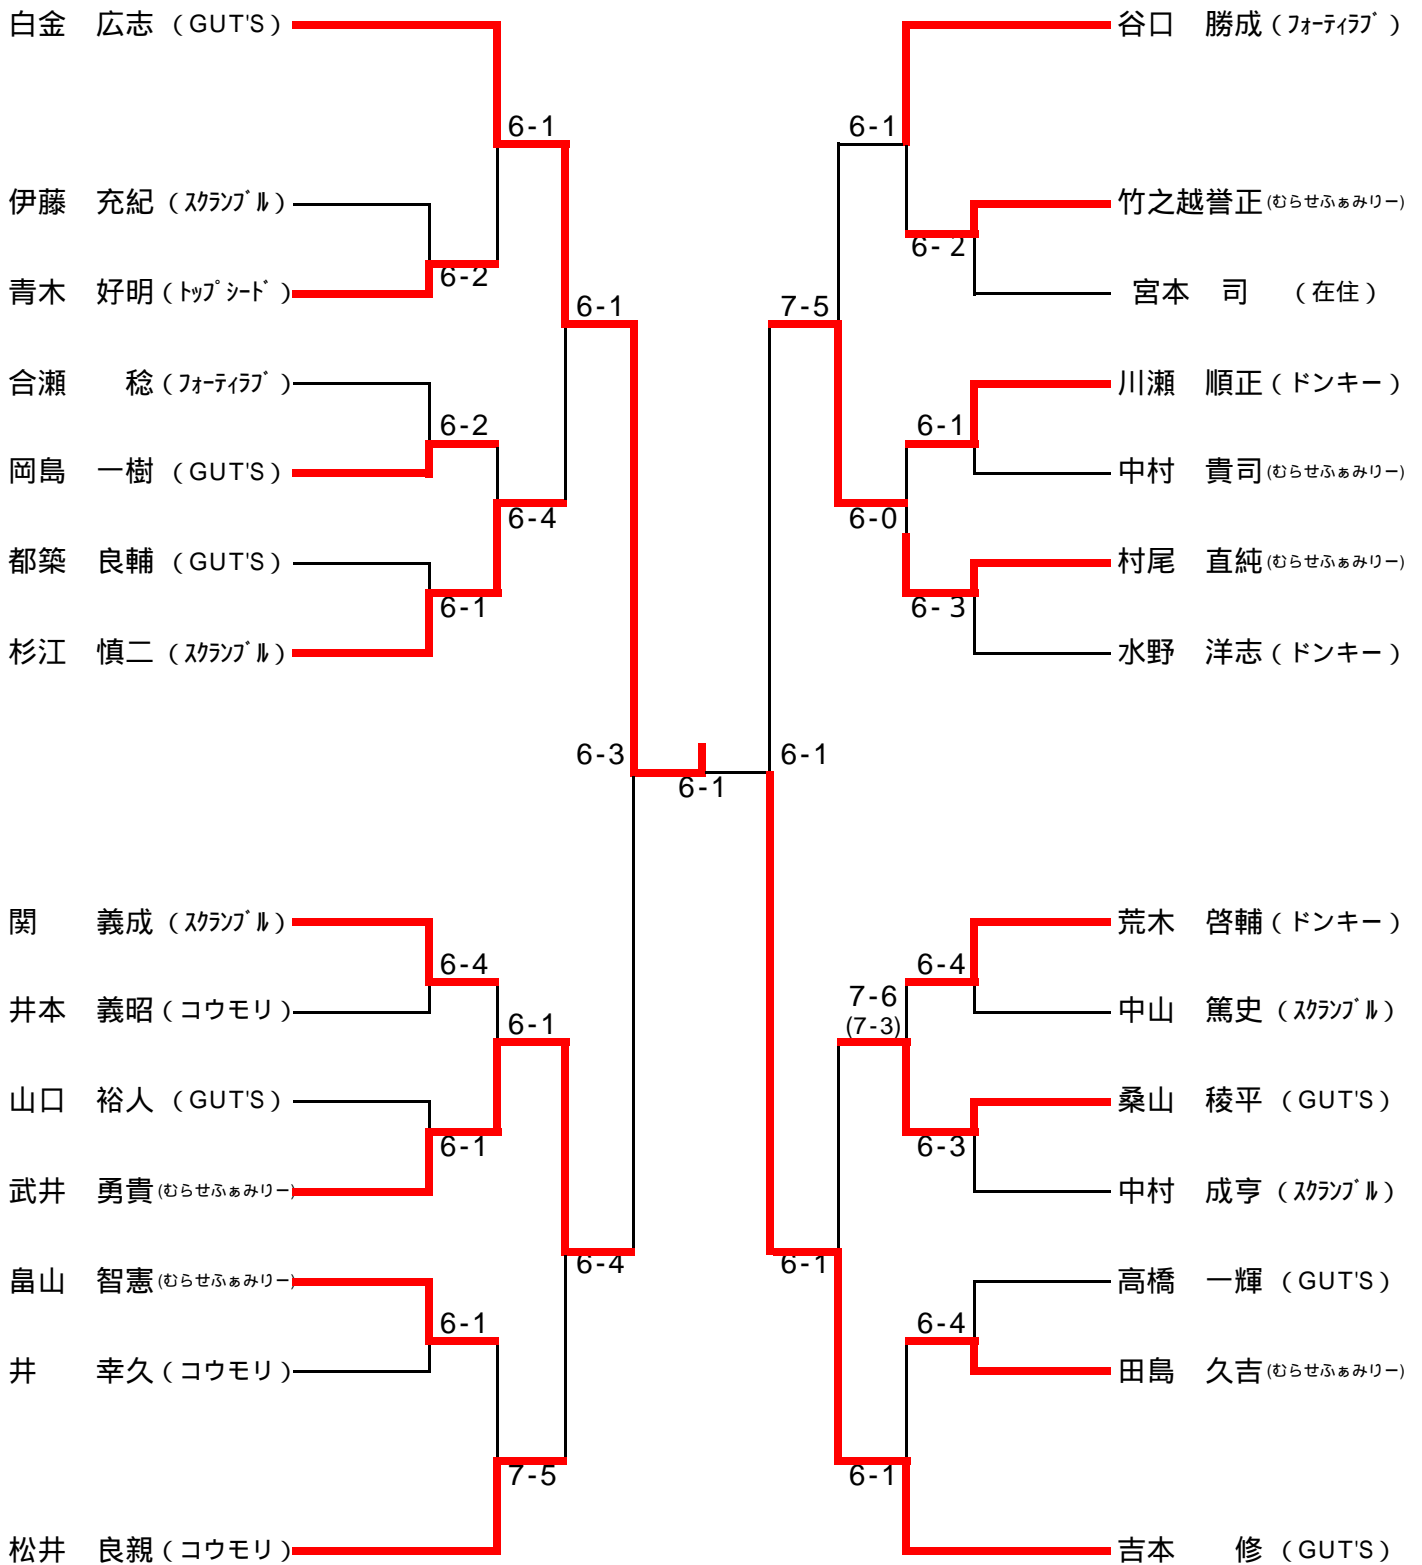 白金　広志（GUT'S）
6-1
伊藤　充紀（ｽｸﾗﾝﾌﾞﾙ）
6-2
青木　好明（ﾄｯﾌﾟｼｰﾄﾞ）
6-1
合瀬　　稔（ﾌｫｰﾃｨﾗﾌﾞ）
6-2
岡島　一樹（GUT'S）
6-4
都築　良輔（GUT'S）
6-1
杉江　慎二（ｽｸﾗﾝﾌﾞﾙ）
6-3
関　　義成（ｽｸﾗﾝﾌﾞﾙ）
6-4
井本　義昭（コウモリ）
6-1
山口　裕人（GUT'S）
6-1
武井　勇貴(むらせふぁみりー)
6-4
畠山　智憲(むらせふぁみりー)
6-1
井　　幸久（コウモリ）
7-5
松井　良親（コウモリ）
6-1
谷口　勝成（ﾌｫｰﾃｨﾗﾌﾞ）
6-1
竹之越誉正(むらせふぁみりー)
6-2
宮本　司　（在住）
7-5
川瀬　順正（ドンキー）
6-1
中村　貴司(むらせふぁみりー)
6-0
村尾　直純(むらせふぁみりー)
6-3
水野　洋志（ドンキー）
6-1
荒木　啓輔（ドンキー）
6-4
7-6
(7-3)
中山　篤史（ｽｸﾗﾝﾌﾞﾙ）
桑山　稜平（GUT'S）
6-3
中村　成亨（ｽｸﾗﾝﾌﾞﾙ）
6-1
高橋　一輝（GUT'S）
6-4
田島　久吉(むらせふぁみりー)
6-1
吉本　　修（GUT'S）